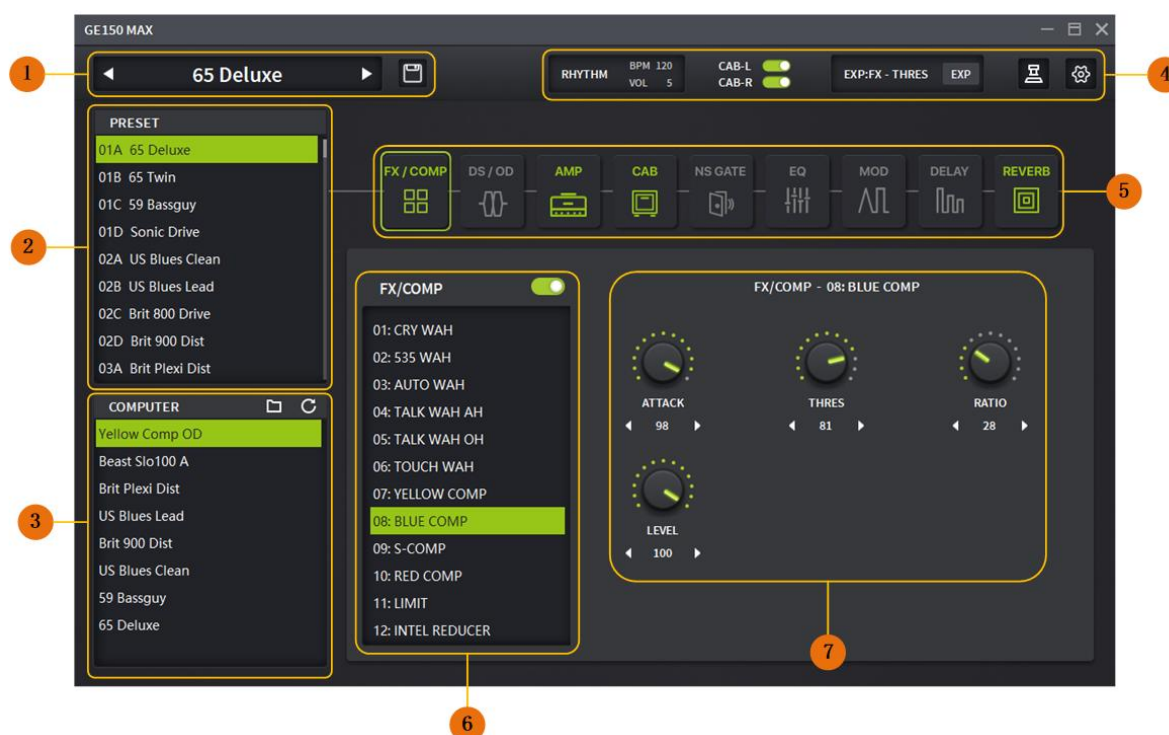 GE150 MAX
1
65 Deluxe
RHYTHM
BPM 120
VOL 5
CAB-L
CAB-R
EXP:FX - THRES
EXP
4
PRESET
01A 65 Deluxe
01B 65 Twin
01C 59 Bassguy
01D Sonic Drive
02A US Blues Clean
02B US Blues Lead
02C Brit 800 Drive
02D Brit 900 Dist
03A Brit Plexi Dist
2
FX / COMP
DS / OD
AMP
CAB
NS GATE
EQ
MOD
DELAY
REVERB
5
COMPUTER
Yellow Comp OD
Beast Slo100 A
Brit Plexi Dist
US Blues Lead
Brit 900 Dist
US Blues Clean
59 Bassguy
65 Deluxe
3
FX/COMP
01: CRY WAH
02: 535 WAH
03: AUTO WAH
04: TALK WAH AH
05: TALK WAH OH
06: TOUCH WAH
07: YELLOW COMP
08: BLUE COMP
09: S-COMP
10: RED COMP
11: LIMIT
12: INTEL REDUCER
6
FX/COMP - 08: BLUE COMP
ATTACK
98
THRES
81
RATIO
28
LEVEL
100
7